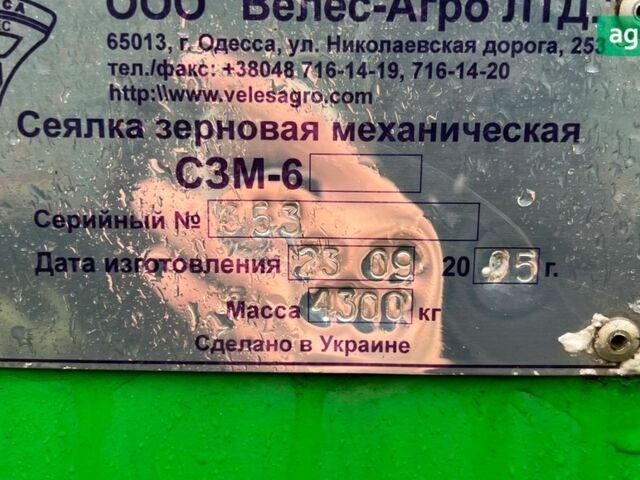 ООО "Велес-Агро ЛТД.
65013, г. Одесса, ул. Николаевская дорога, 253
ag
тел./факс: +38048 716-14-19, 716-14-20
http:\\www.velesagro.com
Сеялка зерновая механическая
СЗМ-6
Серийный № 353
Дата изготовления 23 09 20 г.
Масса 4300 кг
Сделано в Украине